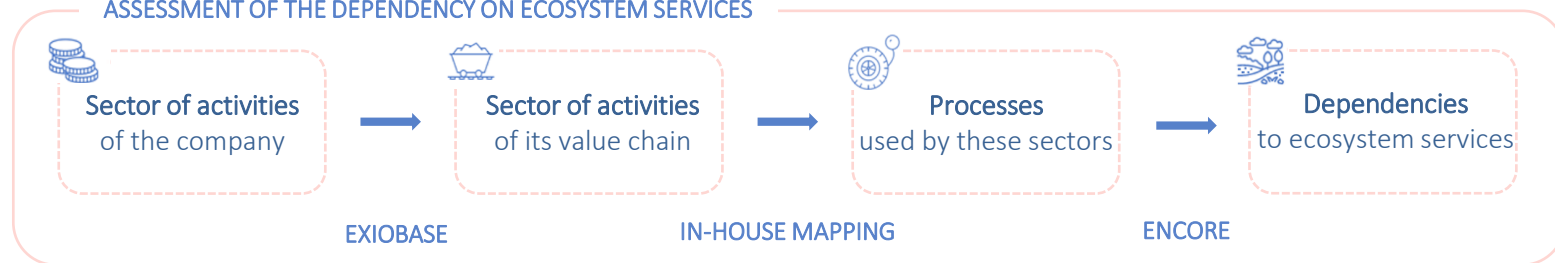 ASSESSMENT OF THE DEPENDENCY ON ECOSYSTEM SERVICES
Sector of activities
of the company
Sector of activities
of its value chain
Processes
used by these sectors
Dependencies
to ecosystem services
EXIOBASE
IN-HOUSE MAPPING
ENCORE